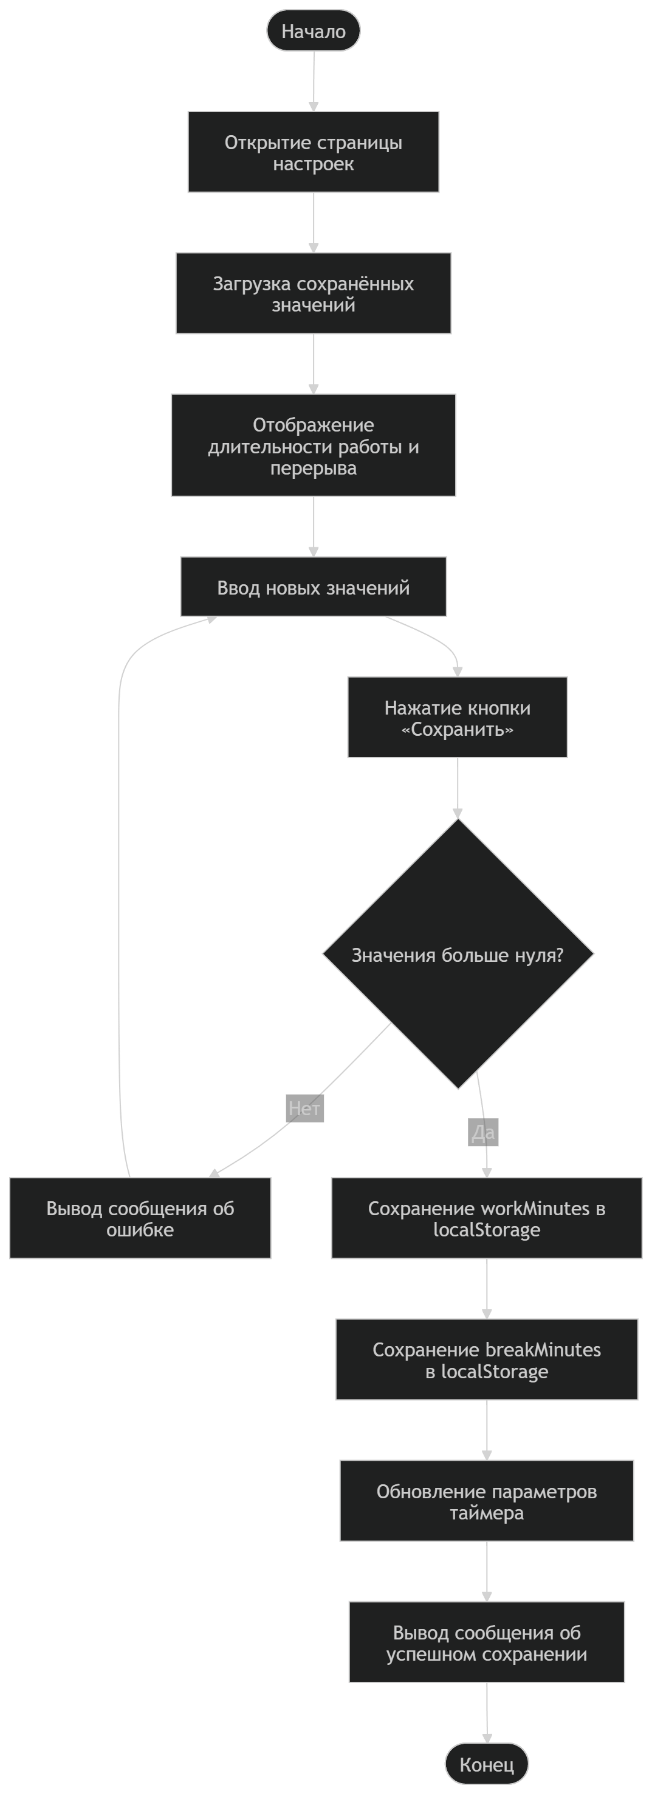 Начало
Открытие страницы
настроек
Загрузка сохранённых
значений
Отображение
длительности работы и
перерыва
Ввод новых значений
Нажатие кнопки
«Сохранить»
Значения больше нуля?
Нет
Да
Вывод сообщения об
ошибке
Сохранение workMinutes в
localStorage
Сохранение breakMinutes
в localStorage
Обновление параметров
таймера
Вывод сообщения об
успешном сохранении
Конец